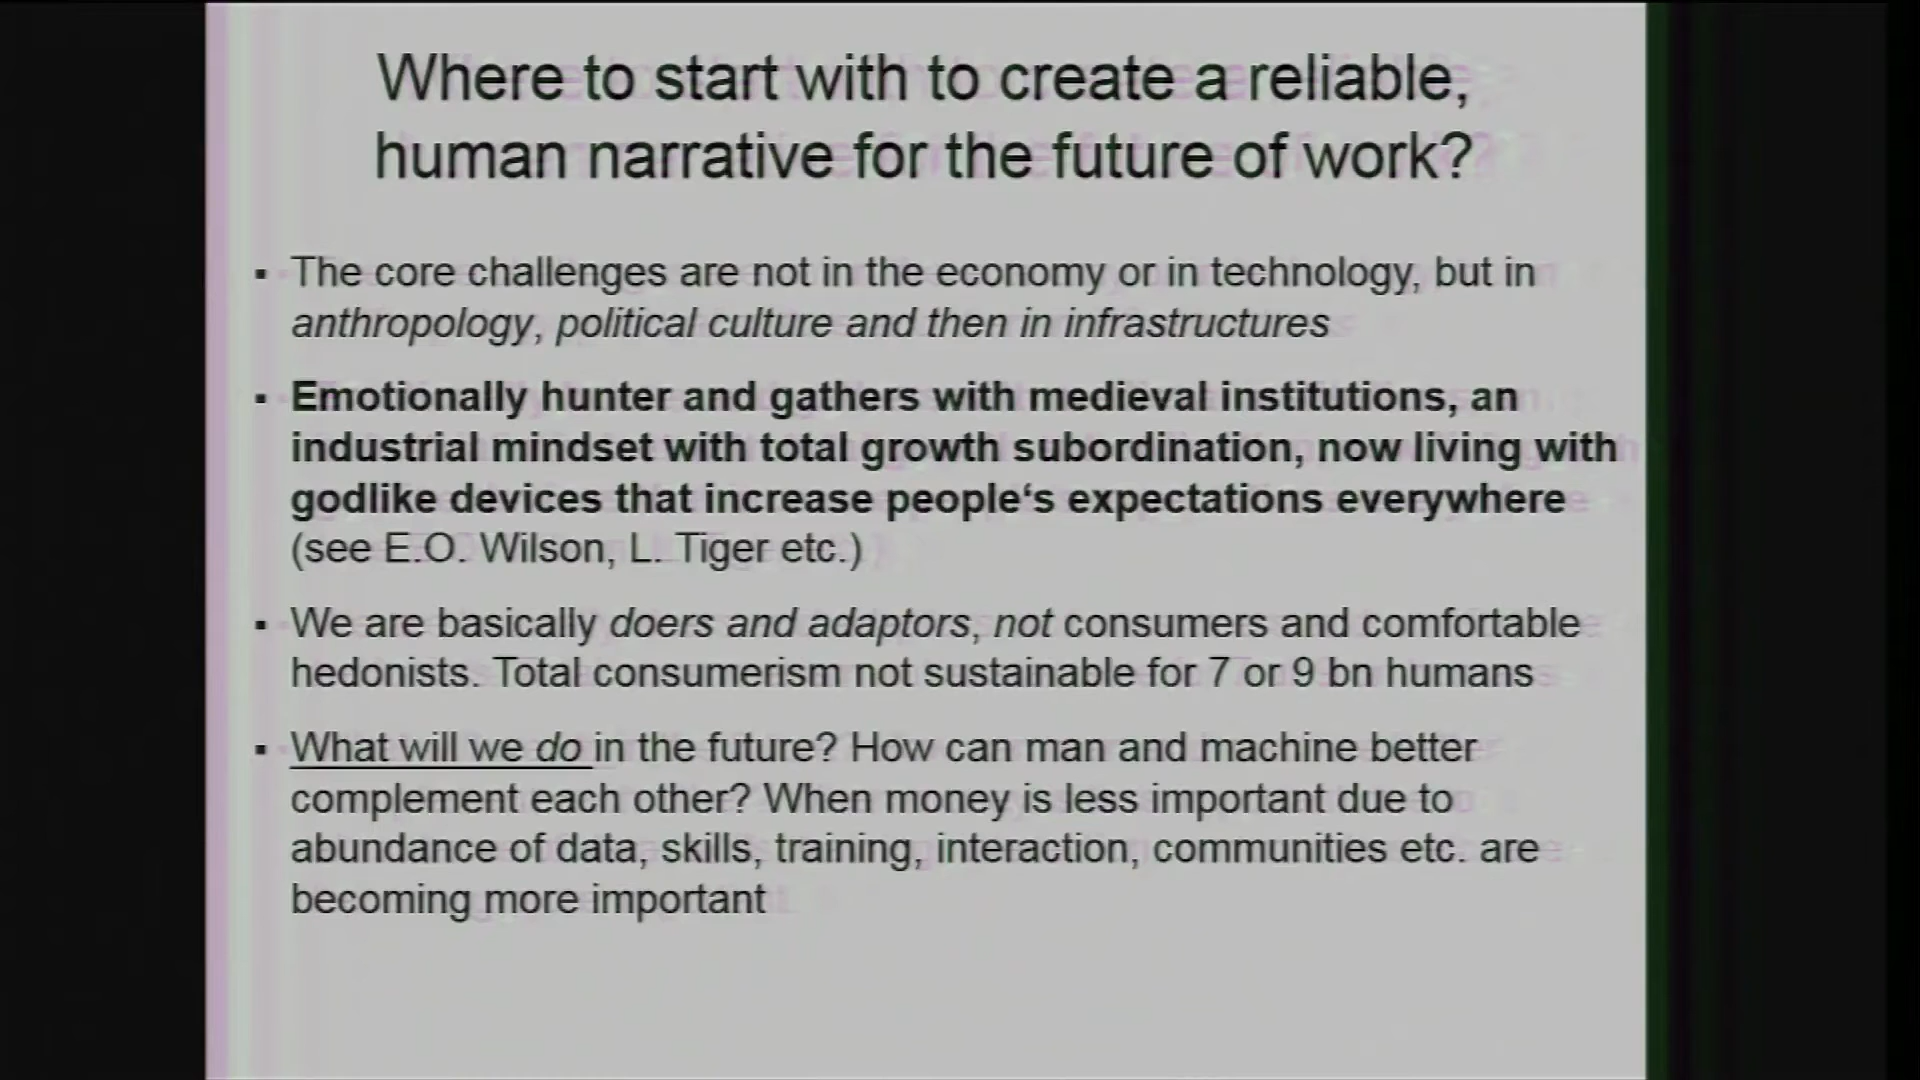 Where to start with to create a reliable,
human narrative for the future of work?
▪ The core challenges are not in the economy or in technology, but in
anthropology, political culture and then in infrastructures
▪ Emotionally hunter and gathers with medieval institutions, an
industrial mindset with total growth subordination, now living with
godlike devices that increase people‘s expectations everywhere
(see E.O. Wilson, L. Tiger etc.)
▪ We are basically doers and adaptors, not consumers and comfortable
hedonists. Total consumerism not sustainable for 7 or 9 bn humans
▪ What will we do in the future? How can man and machine better
complement each other? When money is less important due to
abundance of data, skills, training, interaction, communities etc. are
becoming more important